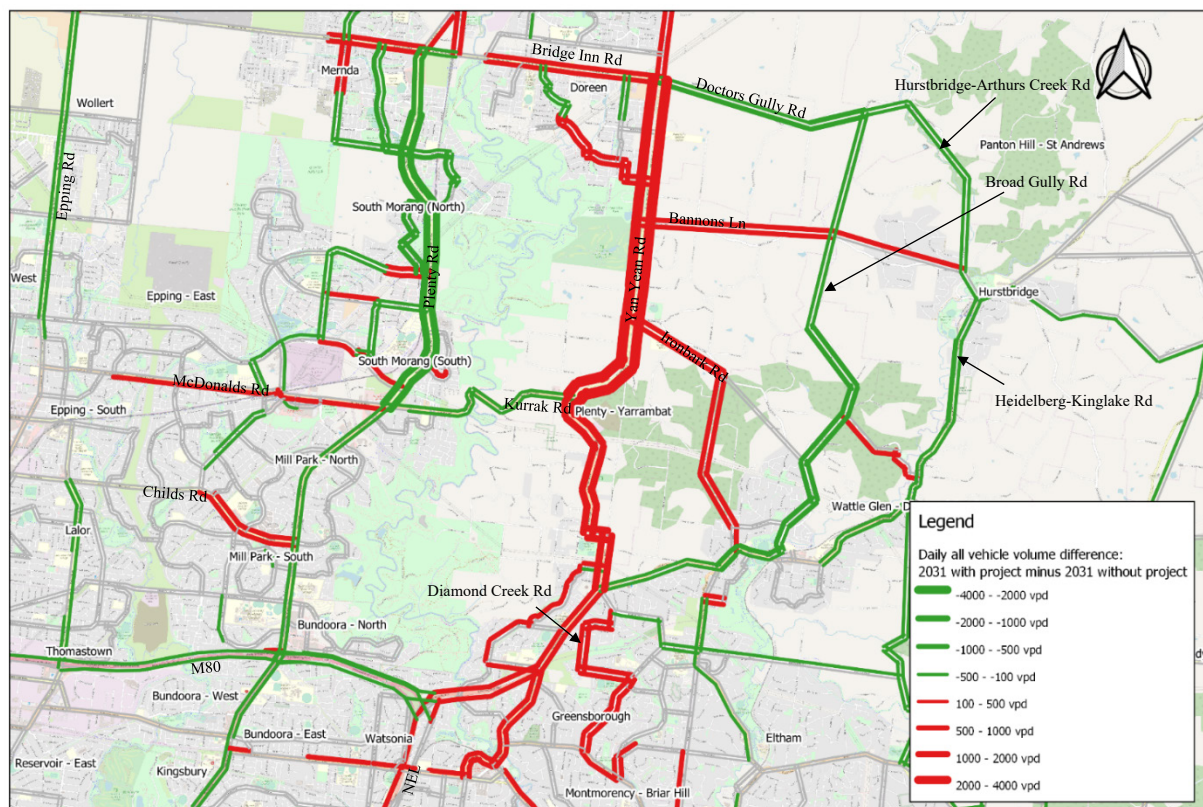 Bridge Inn Rd
Mernda
Doreen
Wollert
Doctors Gully Rd
Hurstbridge-Arthurs Creek Rd
Panton Hill - St Andrews
Epping Rd
Broad Gully Rd
South Morang (North)
Bannons Ln
Plenty Rd
Yan Yean Rd
West
Epping - East
Hurstbridge
Ironbark Rd
South Morang (South)
McDonalds Rd
Epping - South
Kurrak Rd
Plenty - Yarrambat
Heidelberg-Kinglake Rd
Mill Park - North
Childs Rd
Wattle Glen - D
Lalor
Mill Park - South
Diamond Creek Rd
Bundoora - North
Thomastown
M80
Bundoora - West
Greensborough
Bundoora - East
Watsonia
Eltham
Reservoir - East
Kingsbury
NEL
Montmorency - Briar Hill
Legend
Daily all vehicle volume difference:
2031 with project minus 2031 without project
-4000 - -2000 vpd
-2000 - -1000 vpd
-1000 - -500 vpd
-500 - -100 vpd
100 - 500 vpd
500 - 1000 vpd
1000 - 2000 vpd
2000 - 4000 vpd